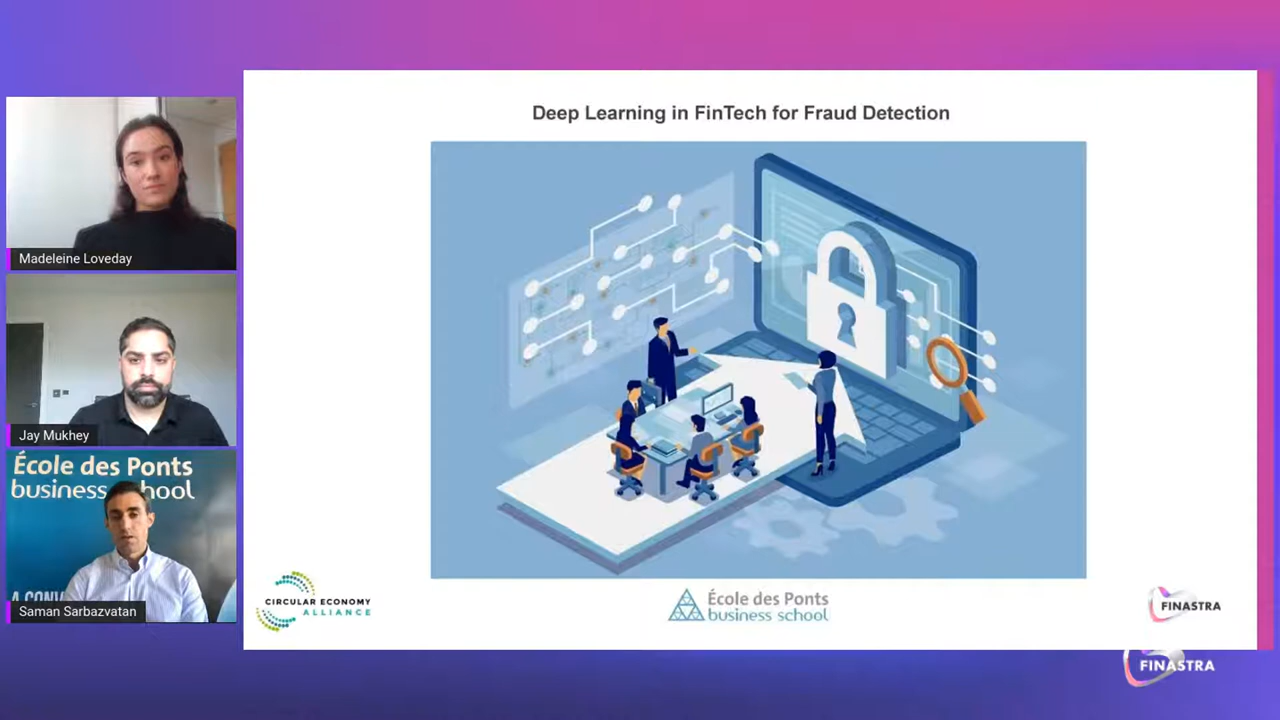 Deep Learning in FinTech for Fraud Detection
Madeleine Loveday
Jay Mukhey
École des Ponts
business school
Saman Sarbazvatan
CIRCULAR ECONOMY
ALLIANCE
École des Ponts
business school
FINASTRA
FINASTRA